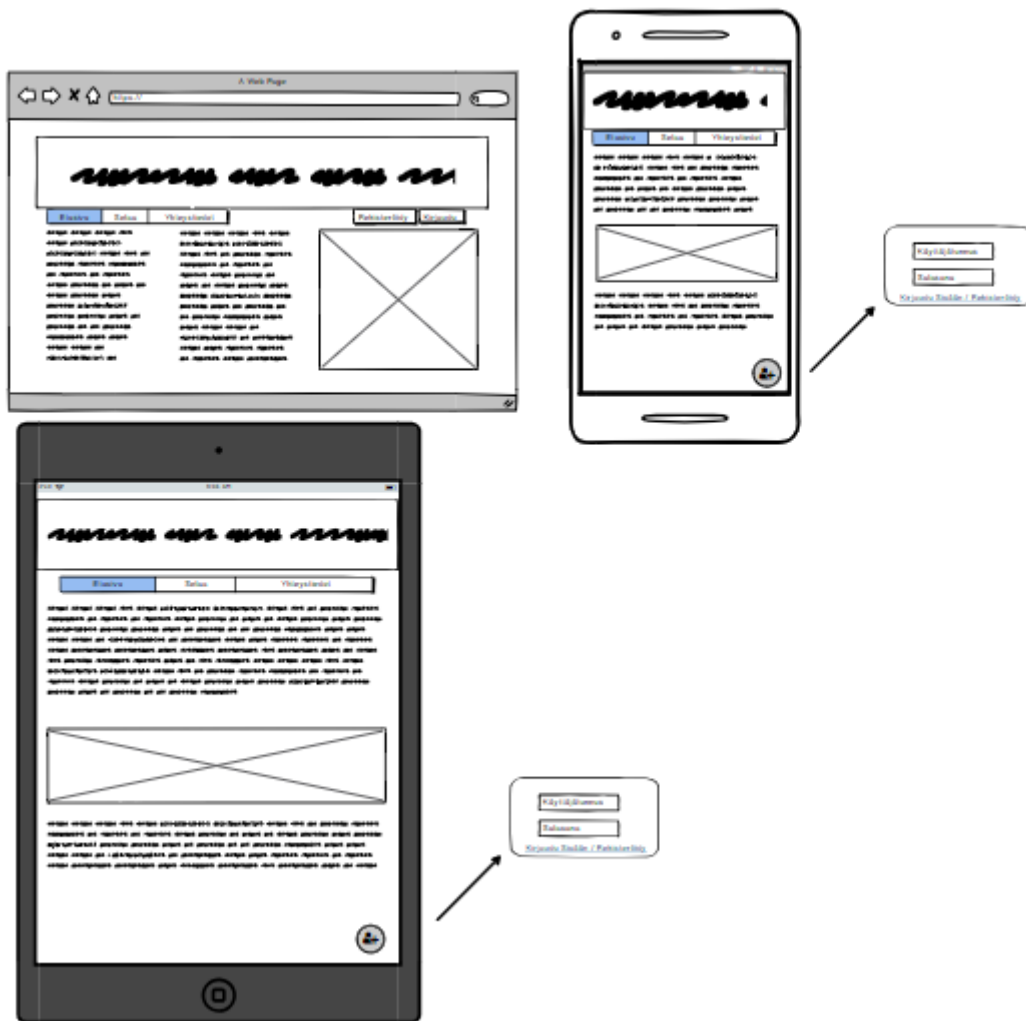 A Web Page
https://
Etusivu Selaa Yhteystiedot
Rekisteröidy Kirjaudu
Etusivu Selaa Yhteystiedot
Käyttäjätunnus
Salasana
Kirjaudu Sisään / Rekisteröidy
Etusivu Selaa Yhteystiedot
Käyttäjätunnus
Salasana
Kirjaudu Sisään / Rekisteröidy